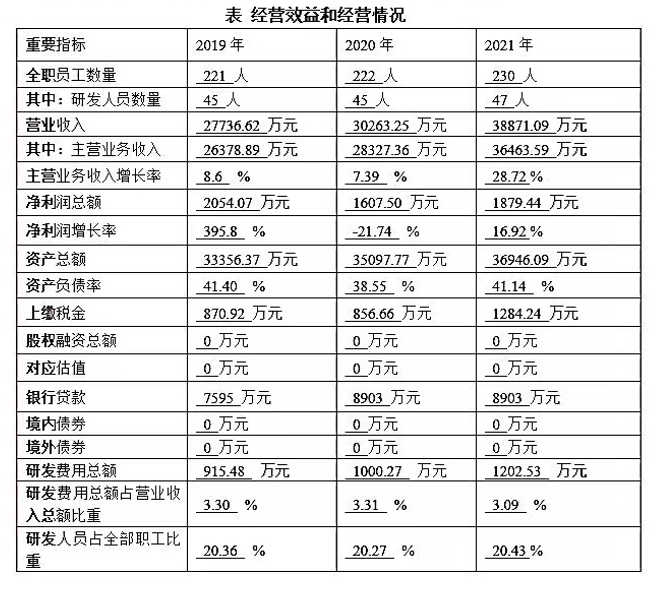 表 经营效益和经营情况
重要指标 2019 年 2020 年 2021 年
全职员工数量 221 人 222 人 230 人
其中：研发人员数量 45 人 45 人 47 人
营业收入 27736.62 万元 30263.25 万元 38871.09 万元
其中：主营业务收入 26378.89 万元 28327.36 万元 36463.59 万元
主营业务收入增长率 8.6 % 7.39 % 28.72%
净利润总额 2054.07 万元 1607.50 万元 1879.44 万元
净利润增长率 395.8 % -21.74 % 16.92%
资产总额 33356.37 万元 35097.77 万元 36946.09 万元
资产负债率 41.40 % 38.55 % 41.14 %
上缴税金 870.92 万元 856.66 万元 1284.24 万元
股权融资总额 0 万元 0 万元 0 万元
对应估值 0 万元 0 万元 0 万元
银行贷款 7595 万元 8903 万元 8903 万元
境内债券 0 万元 0 万元 0 万元
境外债券 0 万元 0 万元 0 万元
研发费用总额 915.48 万元 1000.27 万元 1202.53 万元
研发费用总额占营业收
入总额比重 3.30 % 3.31 % 3.09 %
研发人员占全部职工比
重 20.36 % 20.27 % 20.43%